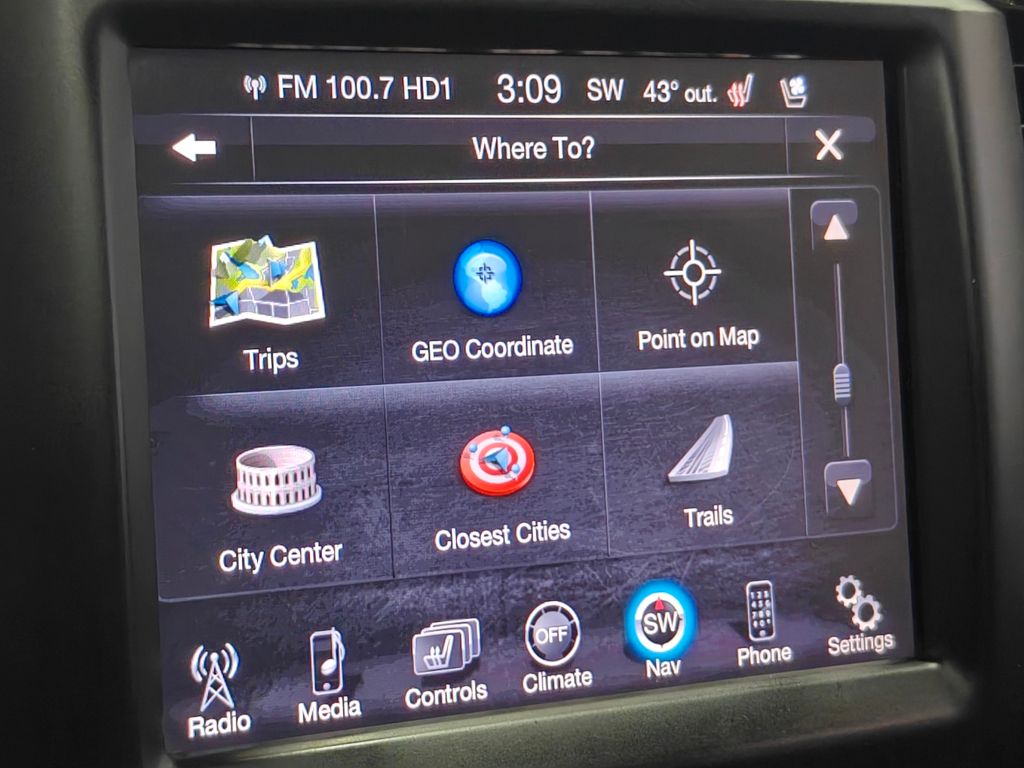 FM 100.7 HD1 3:09 SW 43° out.
Where To?
Trips GEO Coordinate Point on Map
City Center Closest Cities Trails
OFF SW
Radio Media Controls Climate Nav Phone Settings